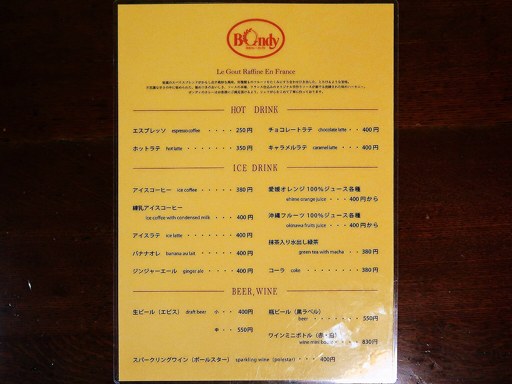 Bondy
Le Gout Raffine En France
HOT DRINK
エスプレッソ espresso coffee ・・・・ 250円
ホットラテ hot latte ・・・・・・・ 350円
チョコレートラテ chocolate latte ・・ 400円
キャラメルラテ caramel latte ・・・ 400円
ICE DRINK
アイスコーヒー ice coffee ・・・・・ 380円
練乳アイスコーヒー
ice coffee with condensed milk ・・・ 400円
アイスラテ ice latte ・・・・・・・ 400円
バナナオレ banana au lait ・・・・・ 400円
ジンジャーエール ginger ale ・・・・ 400円
愛媛オレンジ100%ジュース各種
ehime orange juice ・・・ 400円から
沖縄フルーツ100%ジュース各種
okinawa fruits juice ・・・ 400円から
抹茶入り水出し緑茶
green tea with macha ・・ 380円
コーラ coke ・・・・・・・・ 380円
BEER, WINE
生ビール（エビス） draft beer 小・・ 400円
中・・ 550円
瓶ビール（黒ラベル）
beer ・・・・・・・・ 550円
ワインミニボトル（赤・白）
wine mini bottle ・・・ 830円
スパークリングワイン（ポールスター） sparkling wine (polestar) ・・・ 400円